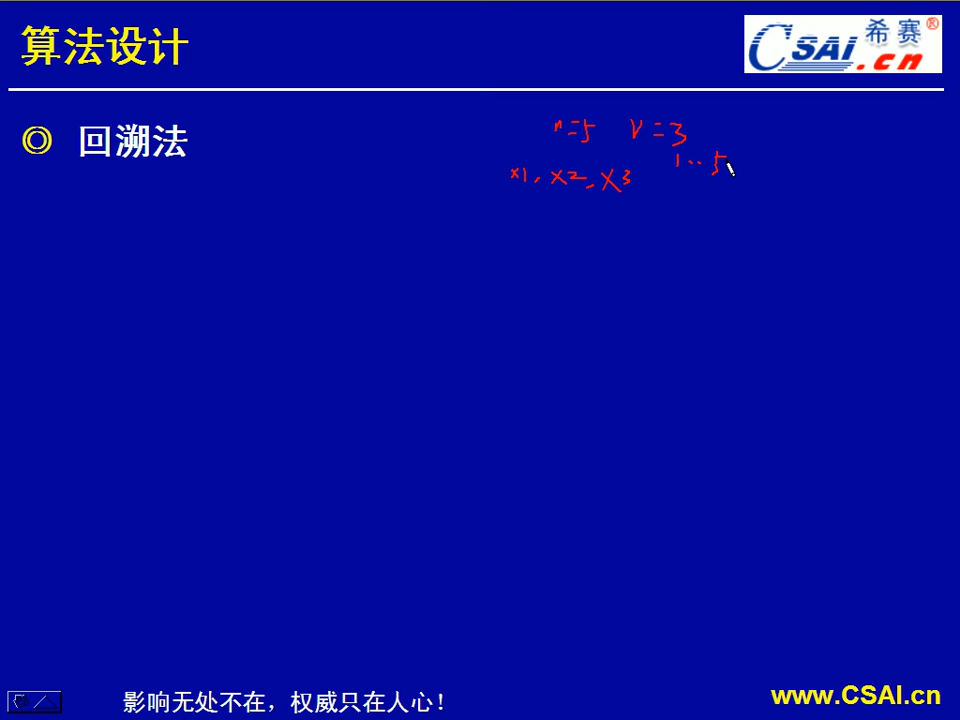 算法设计
CSAI.cn 希赛®
◎ 回溯法
n=5 r=3
1..5
x1, x2, x3
影响无处不在，权威只在人心！
www.CSAI.cn